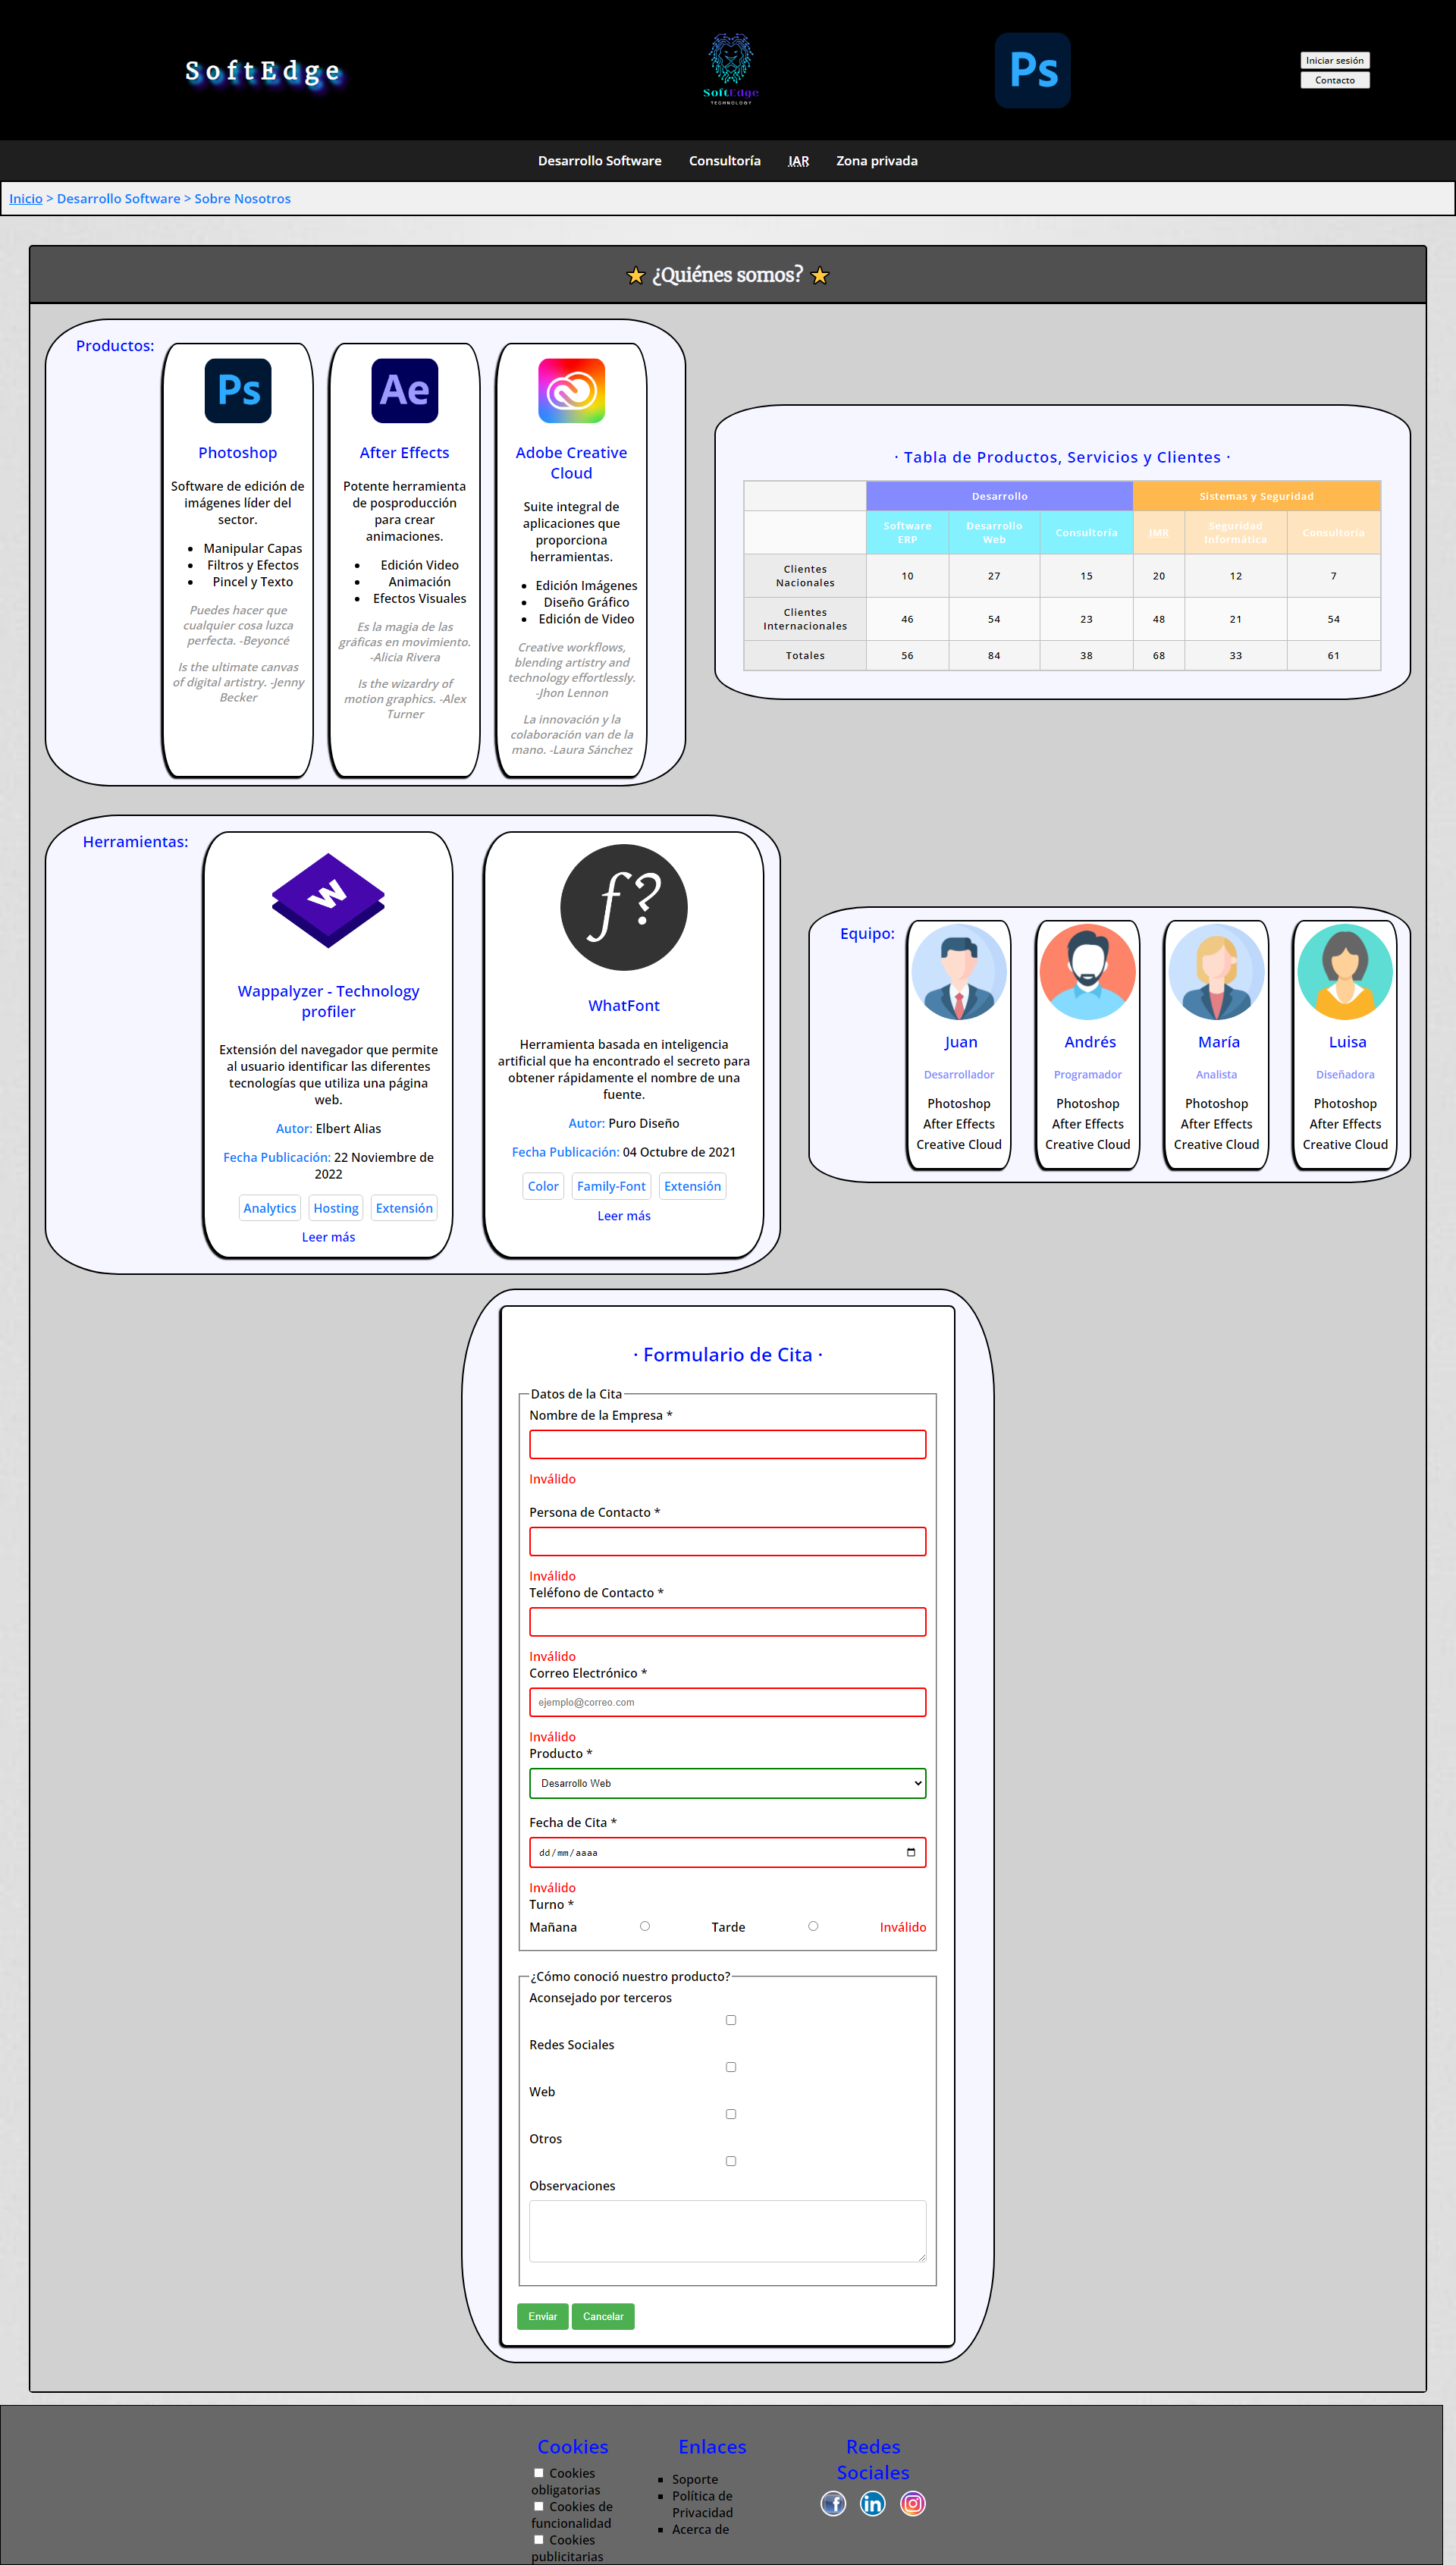 SoftEdge
SoftEdge
TECHNOLOGY
Ps
Iniciar sesión
Contacto
Desarrollo Software
Consultoría
IAR
Zona privada
Inicio > Desarrollo Software > Sobre Nosotros
¿Quiénes somos?
Productos:
Ps
Photoshop
Software de edición de
imágenes líder del
sector.
Manipular Capas
Filtros y Efectos
Pincel y Texto
Puedes hacer que
cualquier cosa luzca
perfecta. -Beyoncé
Is the ultimate canvas
of digital artistry. -Jenny
Becker
Ae
After Effects
Potente herramienta
de posproducción
para crear
animaciones.
Edición Video
Animación
Efectos Visuales
Es la magia de las
gráficas en movimiento.
-Alicia Rivera
Is the wizardry of
motion graphics. -Alex
Turner
Adobe Creative
Cloud
Suite integral de
aplicaciones que
proporciona
herramientas.
Edición Imágenes
Diseño Gráfico
Edición de Video
Creative workflows,
blending artistry and
technology effortlessly.
-Jhon Lennon
La innovación y la
colaboración van de la
mano. -Laura Sánchez
· Tabla de Productos, Servicios y Clientes ·
Desarrollo Sistemas y Seguridad
Software ERP Desarrollo Web Consultoría IMR Seguridad Informática Consultoría
Clientes Nacionales 10 27 15 20 12 7
Clientes Internacionales 46 54 23 48 21 54
Totales 56 84 38 68 33 61
Herramientas:
W
Wappalyzer - Technology
profiler
Extensión del navegador que permite
al usuario identificar las diferentes
tecnologías que utiliza una página
web.
Autor: Elbert Alias
Fecha Publicación: 22 Noviembre de
2022
Analytics Hosting Extensión
Leer más
f?
WhatFont
Herramienta basada en inteligencia
artificial que ha encontrado el secreto para
obtener rápidamente el nombre de una
fuente.
Autor: Puro Diseño
Fecha Publicación: 04 Octubre de 2021
Color Family-Font Extensión
Leer más
Equipo:
Juan
Desarrollador
Photoshop
After Effects
Creative Cloud
Andrés
Programador
Photoshop
After Effects
Creative Cloud
María
Analista
Photoshop
After Effects
Creative Cloud
Luisa
Diseñadora
Photoshop
After Effects
Creative Cloud
· Formulario de Cita ·
Datos de la Cita
Nombre de la Empresa *
Inválido
Persona de Contacto *
Inválido
Teléfono de Contacto *
Inválido
Correo Electrónico *
ejemplo@correo.com
Inválido
Producto *
Desarrollo Web
Fecha de Cita *
dd/mm/aaaa
Inválido
Turno *
Mañana Tarde Inválido
¿Cómo conoció nuestro producto?
Aconsejado por terceros
Redes Sociales
Web
Otros
Observaciones
Enviar Cancelar
Cookies
Cookies
obligatorias
Cookies de
funcionalidad
Cookies
publicitarias
Enlaces
Soporte
Política de
Privacidad
Acerca de
Redes
Sociales
f
in